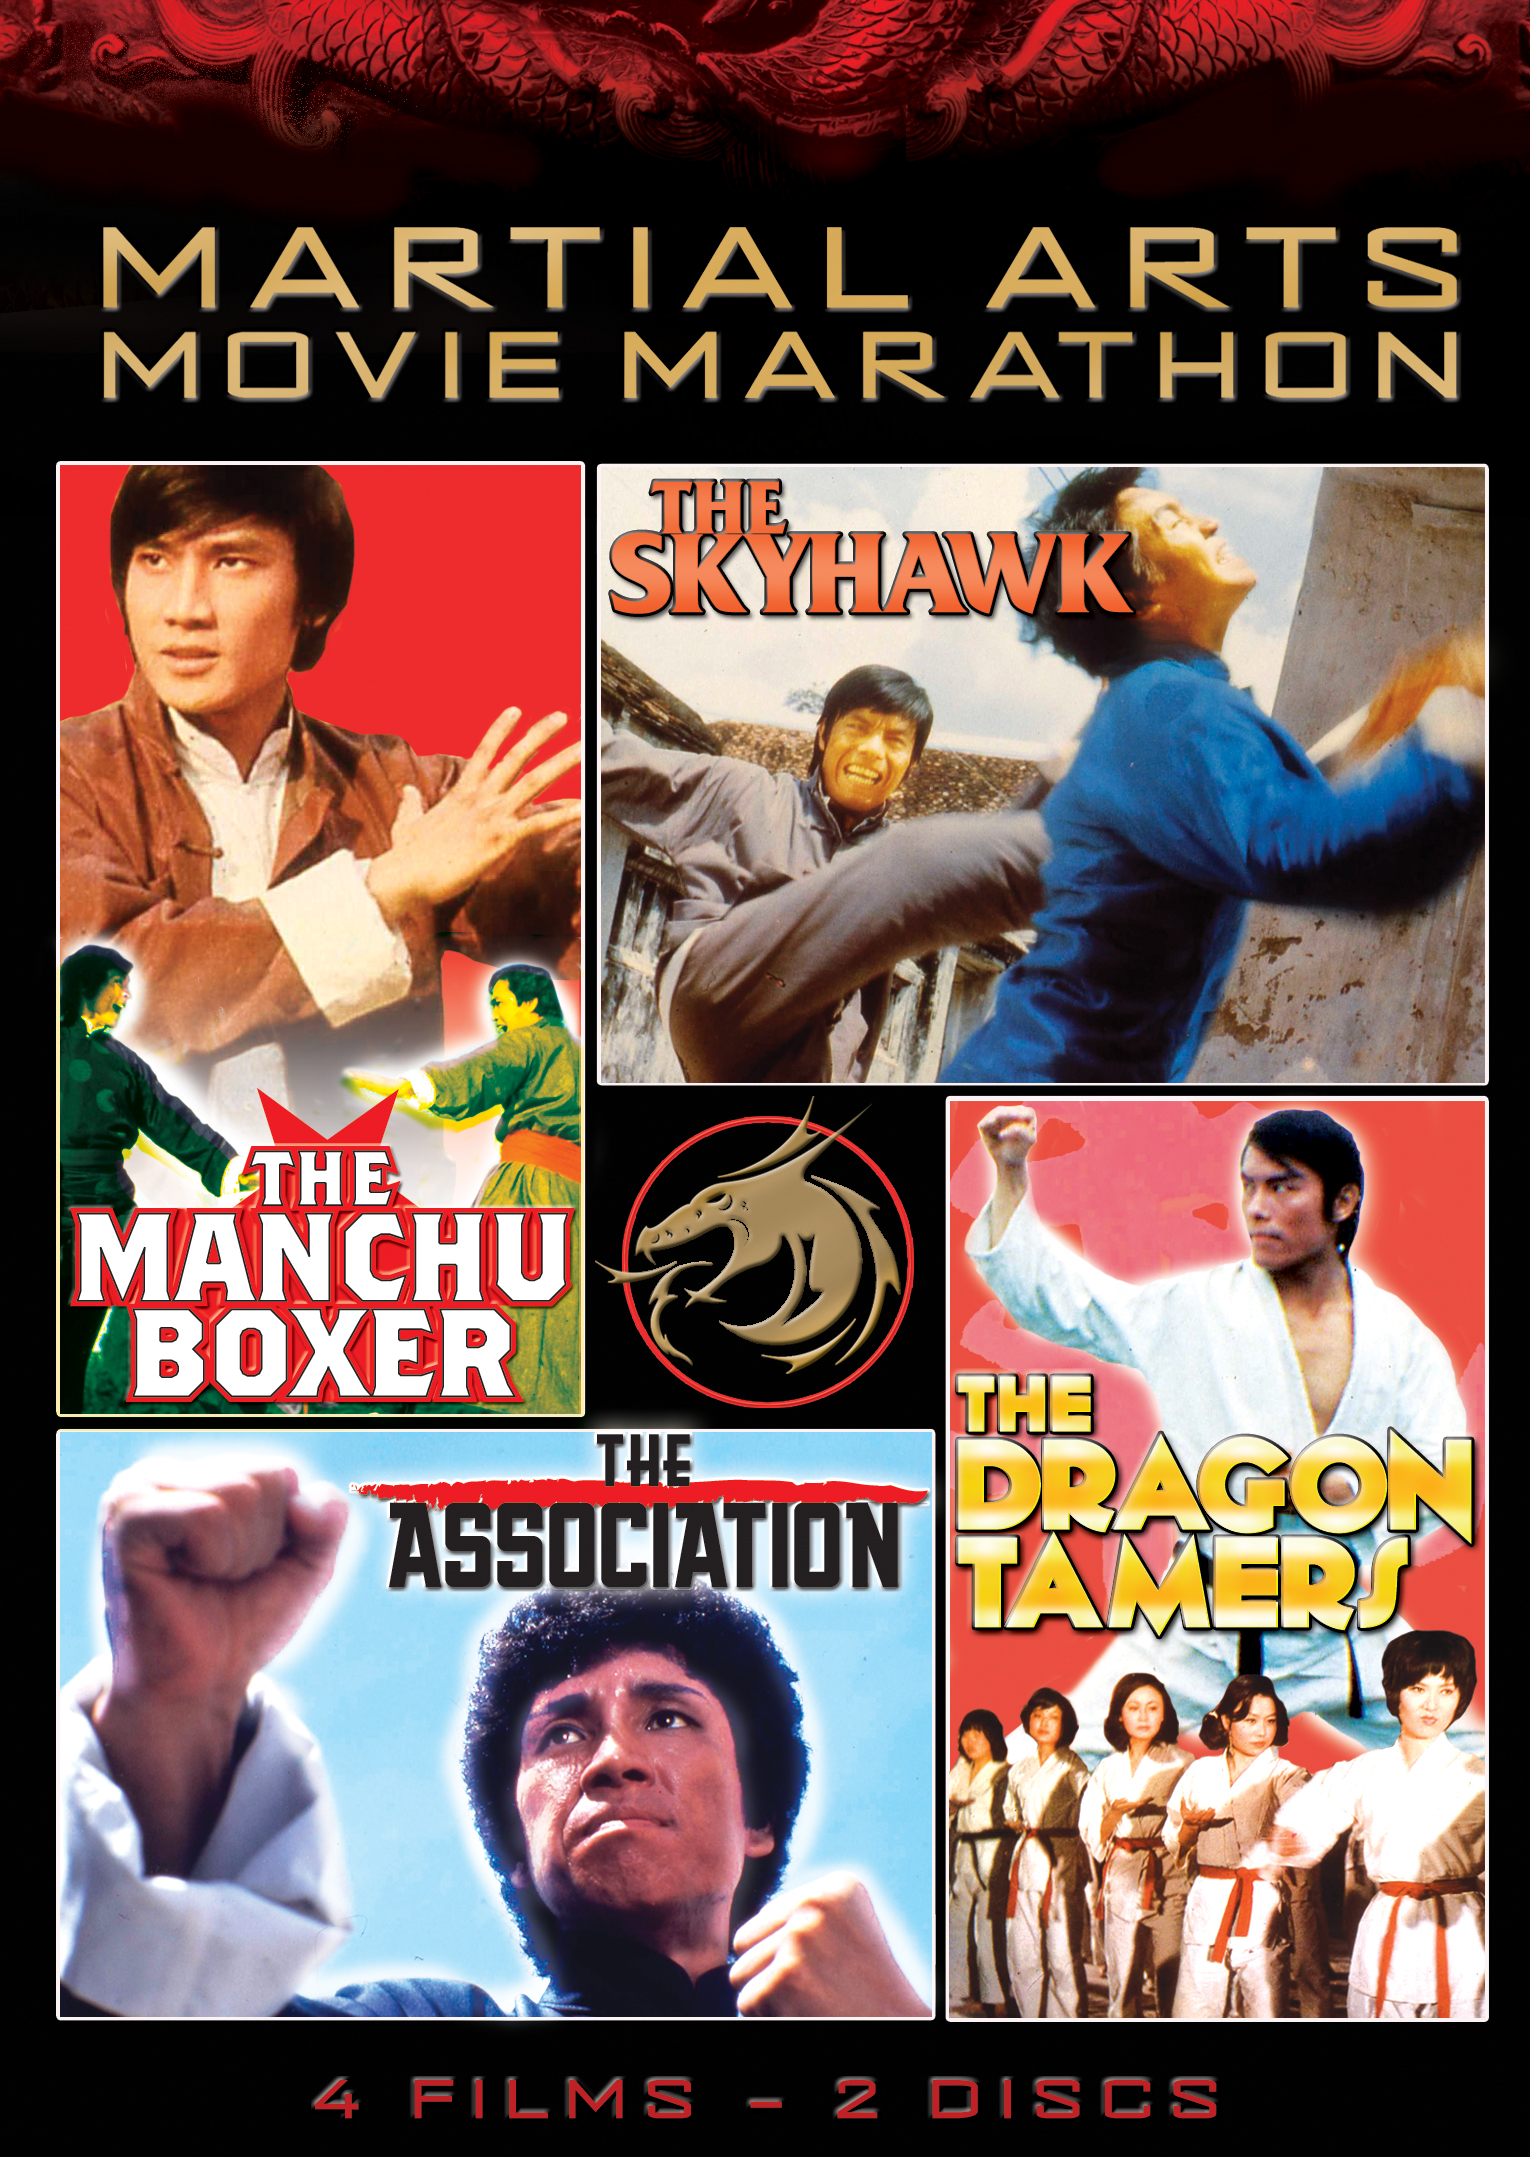 MARTIAL ARTS
MOVIE MARATHON
THE
SKYHAWK
THE
MANCHU
BOXER
THE
DRAGON
TAMERS
THE
ASSOCIATION
4 FILMS - 2 DISCS